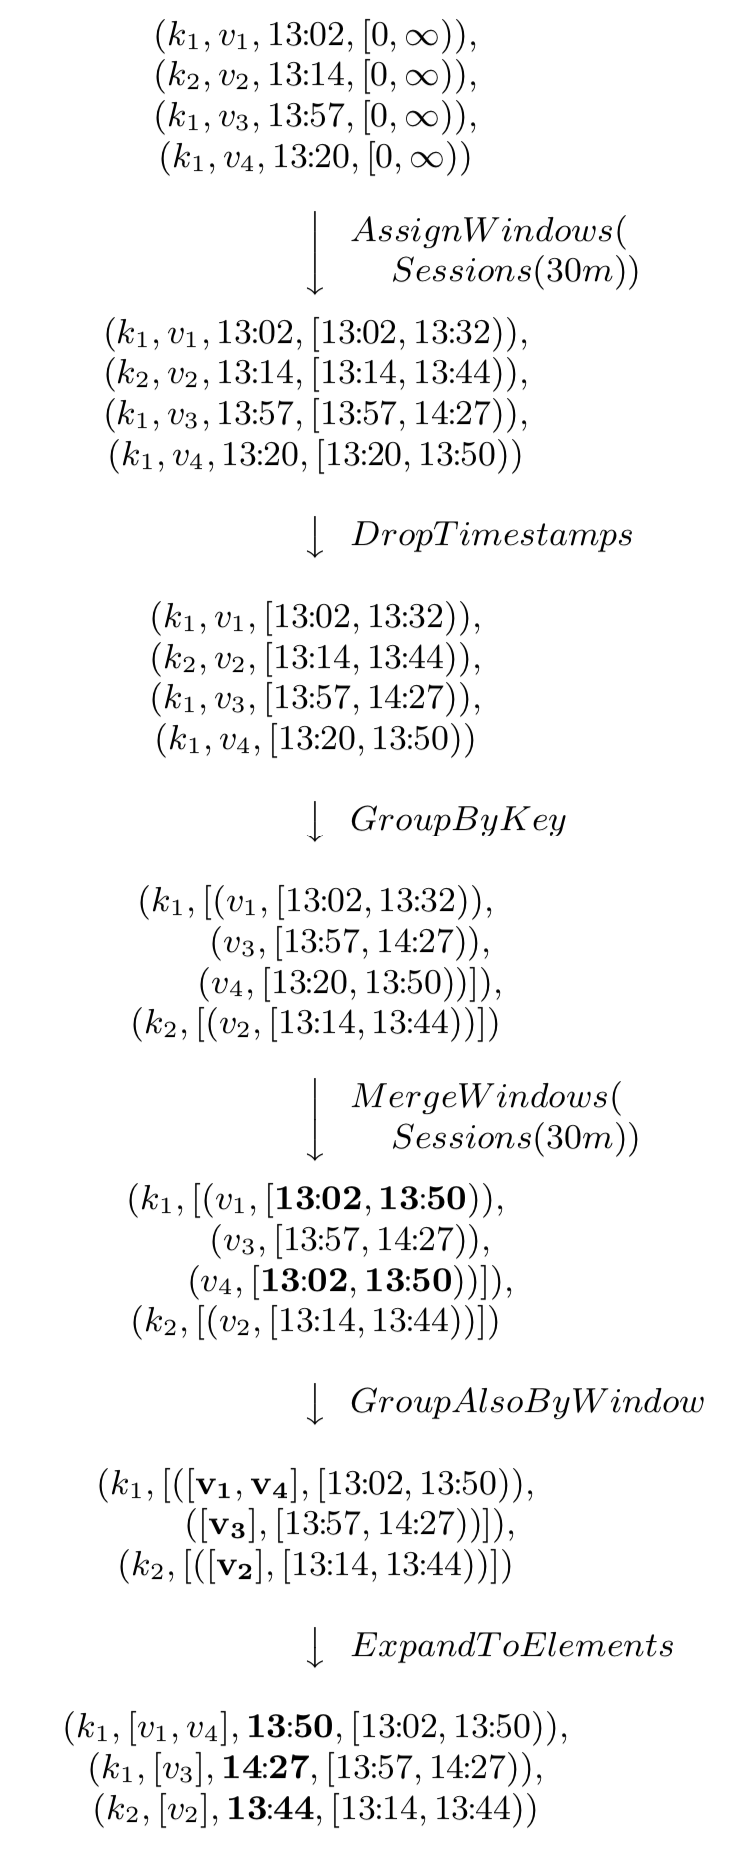 (k₁, v₁, 13:02, [0, ∞)),
(k₂, v₂, 13:14, [0, ∞)),
(k₁, v₃, 13:57, [0, ∞)),
(k₁, v₄, 13:20, [0, ∞))
AssignWindows(
Sessions(30m))
(k₁, v₁, 13:02, [13:02, 13:32)),
(k₂, v₂, 13:14, [13:14, 13:44)),
(k₁, v₃, 13:57, [13:57, 14:27)),
(k₁, v₄, 13:20, [13:20, 13:50))
DropTimestamps
(k₁, v₁, [13:02, 13:32)),
(k₂, v₂, [13:14, 13:44)),
(k₁, v₃, [13:57, 14:27)),
(k₁, v₄, [13:20, 13:50))
GroupByKey
(k₁, [(v₁, [13:02, 13:32)),
(v₃, [13:57, 14:27)),
(v₄, [13:20, 13:50))]),
(k₂, [(v₂, [13:14, 13:44))])
MergeWindows(
Sessions(30m))
(k₁, [(v₁, [13:02, 13:50)),
(v₃, [13:57, 14:27)),
(v₄, [13:02, 13:50))]),
(k₂, [(v₂, [13:14, 13:44))])
GroupAlsoByWindow
(k₁, [([v₁, v₄], [13:02, 13:50)),
([v₃], [13:57, 14:27))]),
(k₂, [([v₂], [13:14, 13:44))])
ExpandToElements
(k₁, [v₁, v₄], 13:50, [13:02, 13:50)),
(k₁, [v₃], 14:27, [13:57, 14:27)),
(k₂, [v₂], 13:44, [13:14, 13:44))